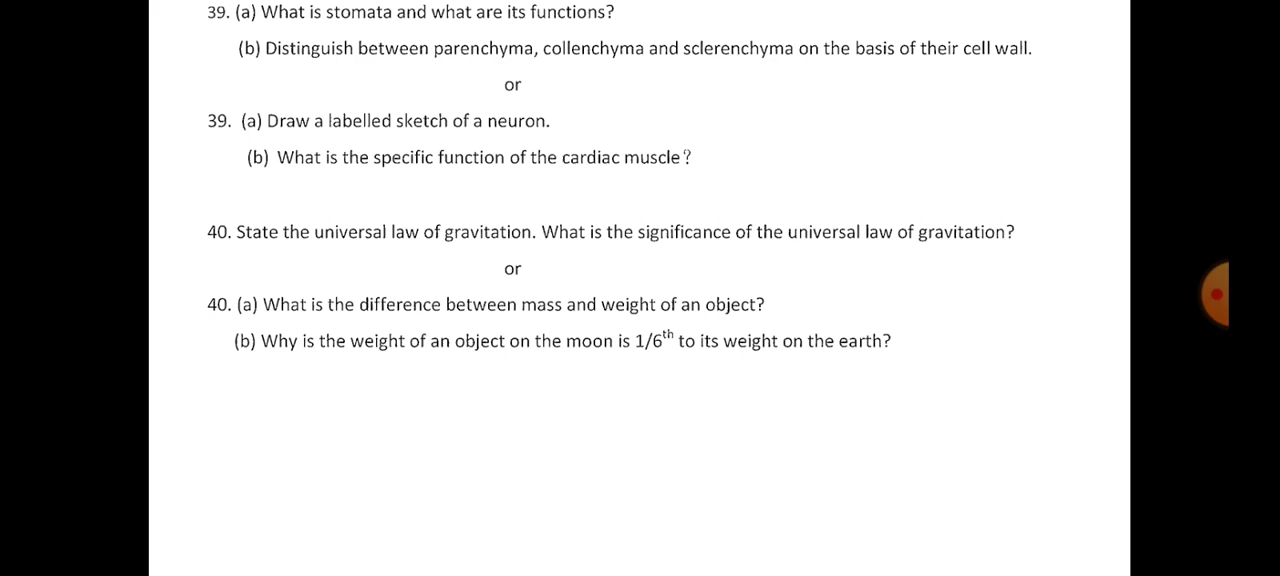 39. (a) What is stomata and what are its functions?
(b) Distinguish between parenchyma, collenchyma and sclerenchyma on the basis of their cell wall.
or
39. (a) Draw a labelled sketch of a neuron.
(b) What is the specific function of the cardiac muscle?
40. State the universal law of gravitation. What is the significance of the universal law of gravitation?
or
40. (a) What is the difference between mass and weight of an object?
(b) Why is the weight of an object on the moon is 1/6th to its weight on the earth?